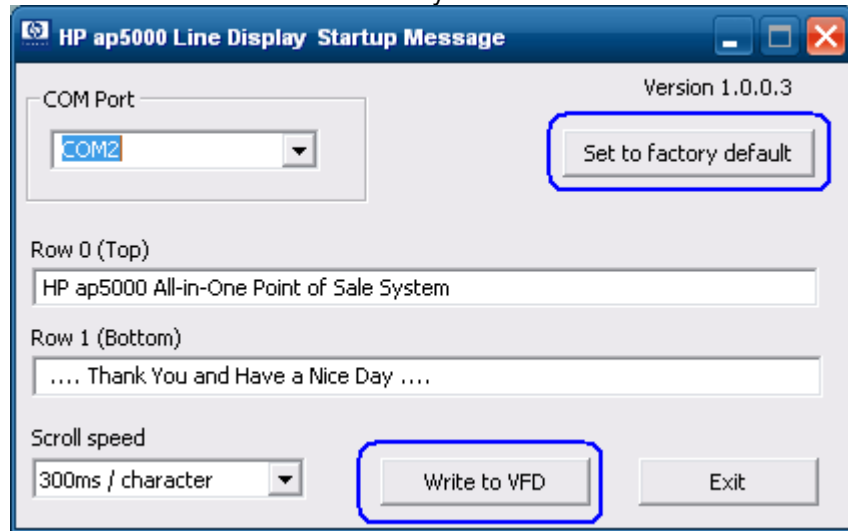 HP ap5000 Line Display Startup Message
Version 1.0.0.3
COM Port
COM2
Set to factory default
Row 0 (Top)
HP ap5000 All-in-One Point of Sale System
Row 1 (Bottom)
.... Thank You and Have a Nice Day ....
Scroll speed
300ms / character
Write to VFD
Exit